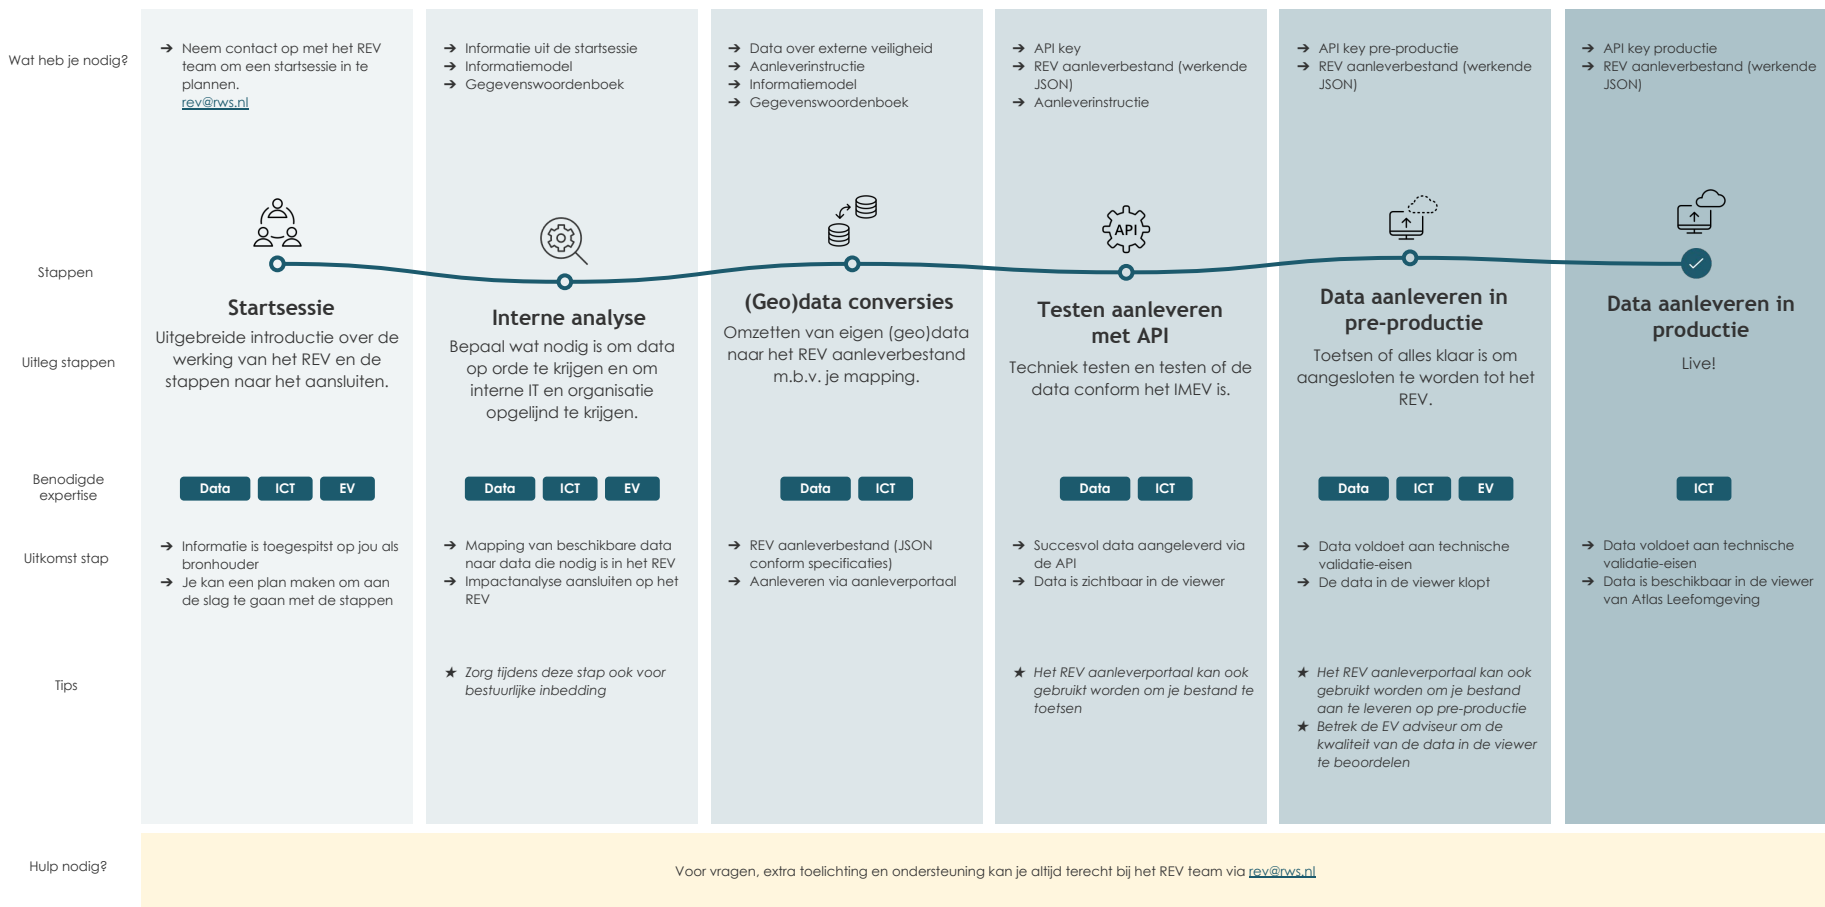 Wat heb je nodig?
➔ Neem contact op met het REV
team om een startsessie in te
plannen.
rev@rws.nl
➔ Informatie uit de startsessie
➔ Informatiemodel
➔ Gegevenswoordenboek
➔ Data over externe veiligheid
➔ Aanleverinstructie
➔ Informatiemodel
➔ Gegevenswoordenboek
➔ API key
➔ REV aanleverbestand (werkende
JSON)
➔ Aanleverinstructie
➔ API key pre-productie
➔ REV aanleverbestand (werkende
JSON)
➔ API key productie
➔ REV aanleverbestand (werkende
JSON)
Stappen
API
Startsessie
Interne analyse
(Geo)data conversies
Testen aanleveren
met API
Data aanleveren in
pre-productie
Data aanleveren in
productie
Uitleg stappen
Uitgebreide introductie over de
werking van het REV en de
stappen naar het aansluiten.
Bepaal wat nodig is om data
op orde te krijgen en om
interne IT en organisatie
opgelijnd te krijgen.
Omzetten van eigen (geo)data
naar het REV aanleverbestand
m.b.v. je mapping.
Techniek testen en testen of de
data conform het IMEV is.
Toetsen of alles klaar is om
aangesloten te worden tot het
REV.
Live!
Benodigde
expertise
Data ICT EV
Data ICT EV
Data ICT
Data ICT
Data ICT EV
ICT
Uitkomst stap
➔ Informatie is toegespitst op jou als
bronhouder
➔ Je kan een plan maken om aan
de slag te gaan met de stappen
➔ Mapping van beschikbare data
naar data die nodig is in het REV
➔ Impactanalyse aansluiten op het
REV
➔ REV aanleverbestand (JSON
conform specificaties)
➔ Aanleveren via aanleverportaal
➔ Succesvol data aangeleverd via
de API
➔ Data is zichtbaar in de viewer
➔ Data voldoet aan technische
validatie-eisen
➔ De data in de viewer klopt
➔ Data voldoet aan technische
validatie-eisen
➔ Data is beschikbaar in de viewer
van Atlas Leefomgeving
Tips
★ Zorg tijdens deze stap ook voor
bestuurlijke inbedding
★ Het REV aanleverportaal kan ook
gebruikt worden om je bestand te
toetsen
★ Het REV aanleverportaal kan ook
gebruikt worden om je bestand
aan te leveren op pre-productie
★ Betrek de EV adviseur om de
kwaliteit van de data in de viewer
te beoordelen
Hulp nodig?
Voor vragen, extra toelichting en ondersteuning kan je altijd terecht bij het REV team via rev@rws.nl